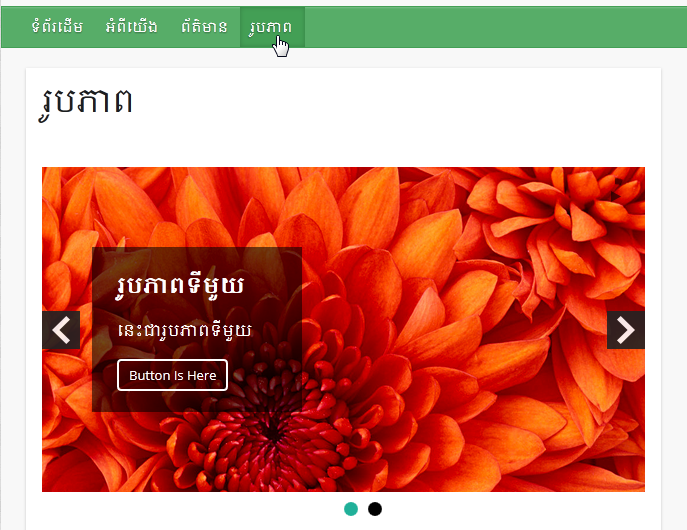 ទំព័រដើម អំពីយើង ព័ត៌មាន រូបភាព
រូបភាព
រូបភាពទីមួយ
នេះជារូបភាពទីមួយ
Button Is Here